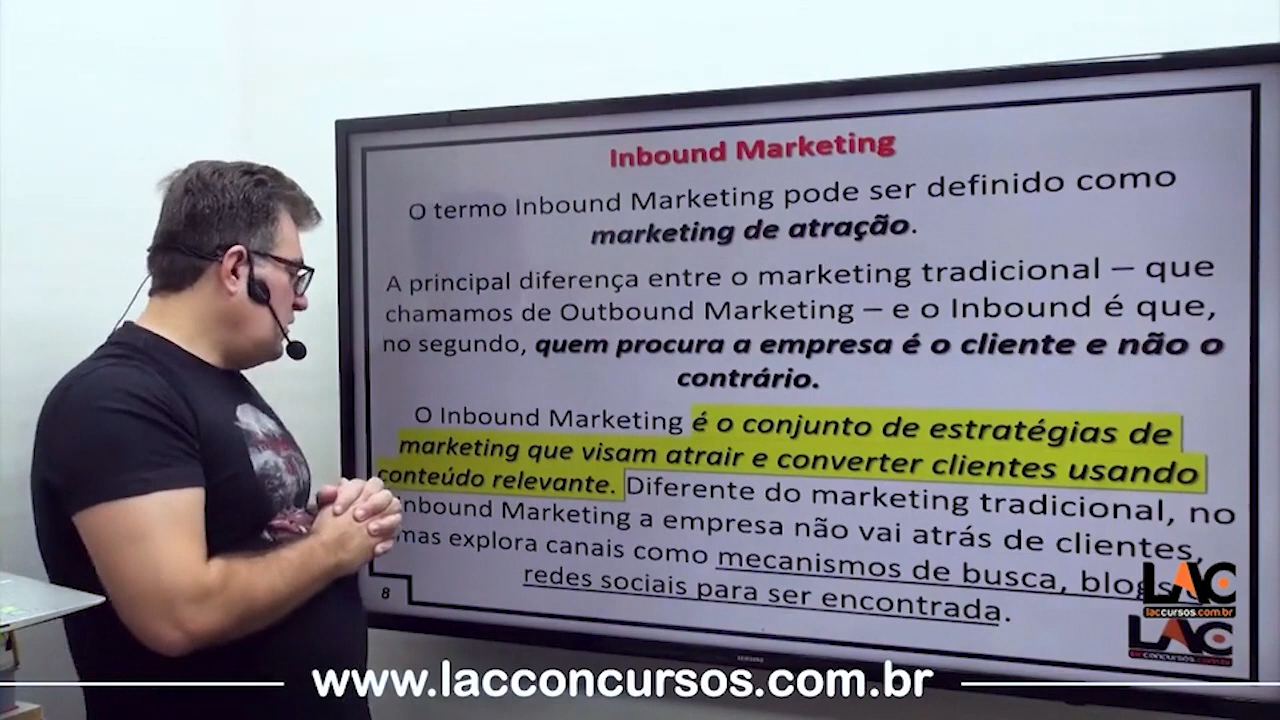 Inbound Marketing
O termo Inbound Marketing pode ser definido como
marketing de atração.
A principal diferença entre o marketing tradicional – que
chamamos de Outbound Marketing – e o Inbound é que,
no segundo, quem procura a empresa é o cliente e não o
contrário.
O Inbound Marketing é o conjunto de estratégias de
marketing que visam atrair e converter clientes usando
conteúdo relevante. Diferente do marketing tradicional, no
Inbound Marketing a empresa não vai atrás de clientes,
mas explora canais como mecanismos de busca, blogs
redes sociais para ser encontrada.
8
LAC
laccursos.com.br
LAC
lacconcursos.com.br
www.lacconcursos.com.br